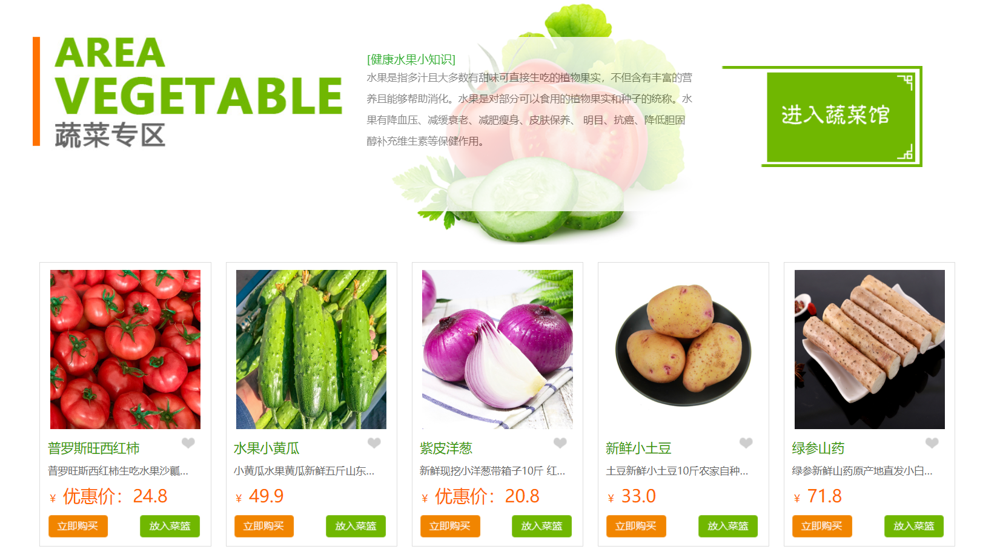 AREA
VEGETABLE
蔬菜专区
[健康水果小知识]
水果是指多汁且大多数有甜味可直接生吃的植物果实，不但含有丰富的营
养且能够帮助消化。水果是对部分可以食用的植物果实和种子的统称。水
果有降血压、减缓衰老、减肥瘦身、皮肤保养、 明目、抗癌、降低胆固
醇补充维生素等保健作用。
进入蔬菜馆
普罗斯旺西红柿
普罗旺斯西红柿生吃水果沙瓤...
¥ 优惠价：24.8
立即购买
放入菜篮
水果小黄瓜
小黄瓜水果黄瓜新鲜五斤山东...
¥ 49.9
立即购买
放入菜篮
紫皮洋葱
新鲜现挖小洋葱带箱子10斤 红...
¥ 优惠价：20.8
立即购买
放入菜篮
新鲜小土豆
土豆新鲜小土豆10斤农家自种...
¥ 33.0
立即购买
放入菜篮
绿参山药
绿参新鲜山药原产地直发小白...
¥ 71.8
立即购买
放入菜篮